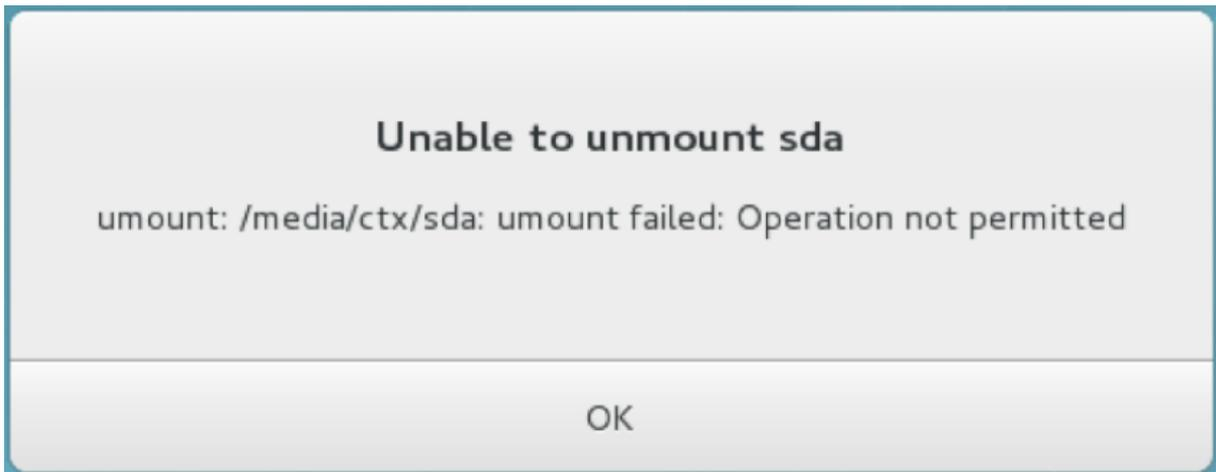 Unable to unmount sda
umount: /media/ctx/sda: umount failed: Operation not permitted
OK